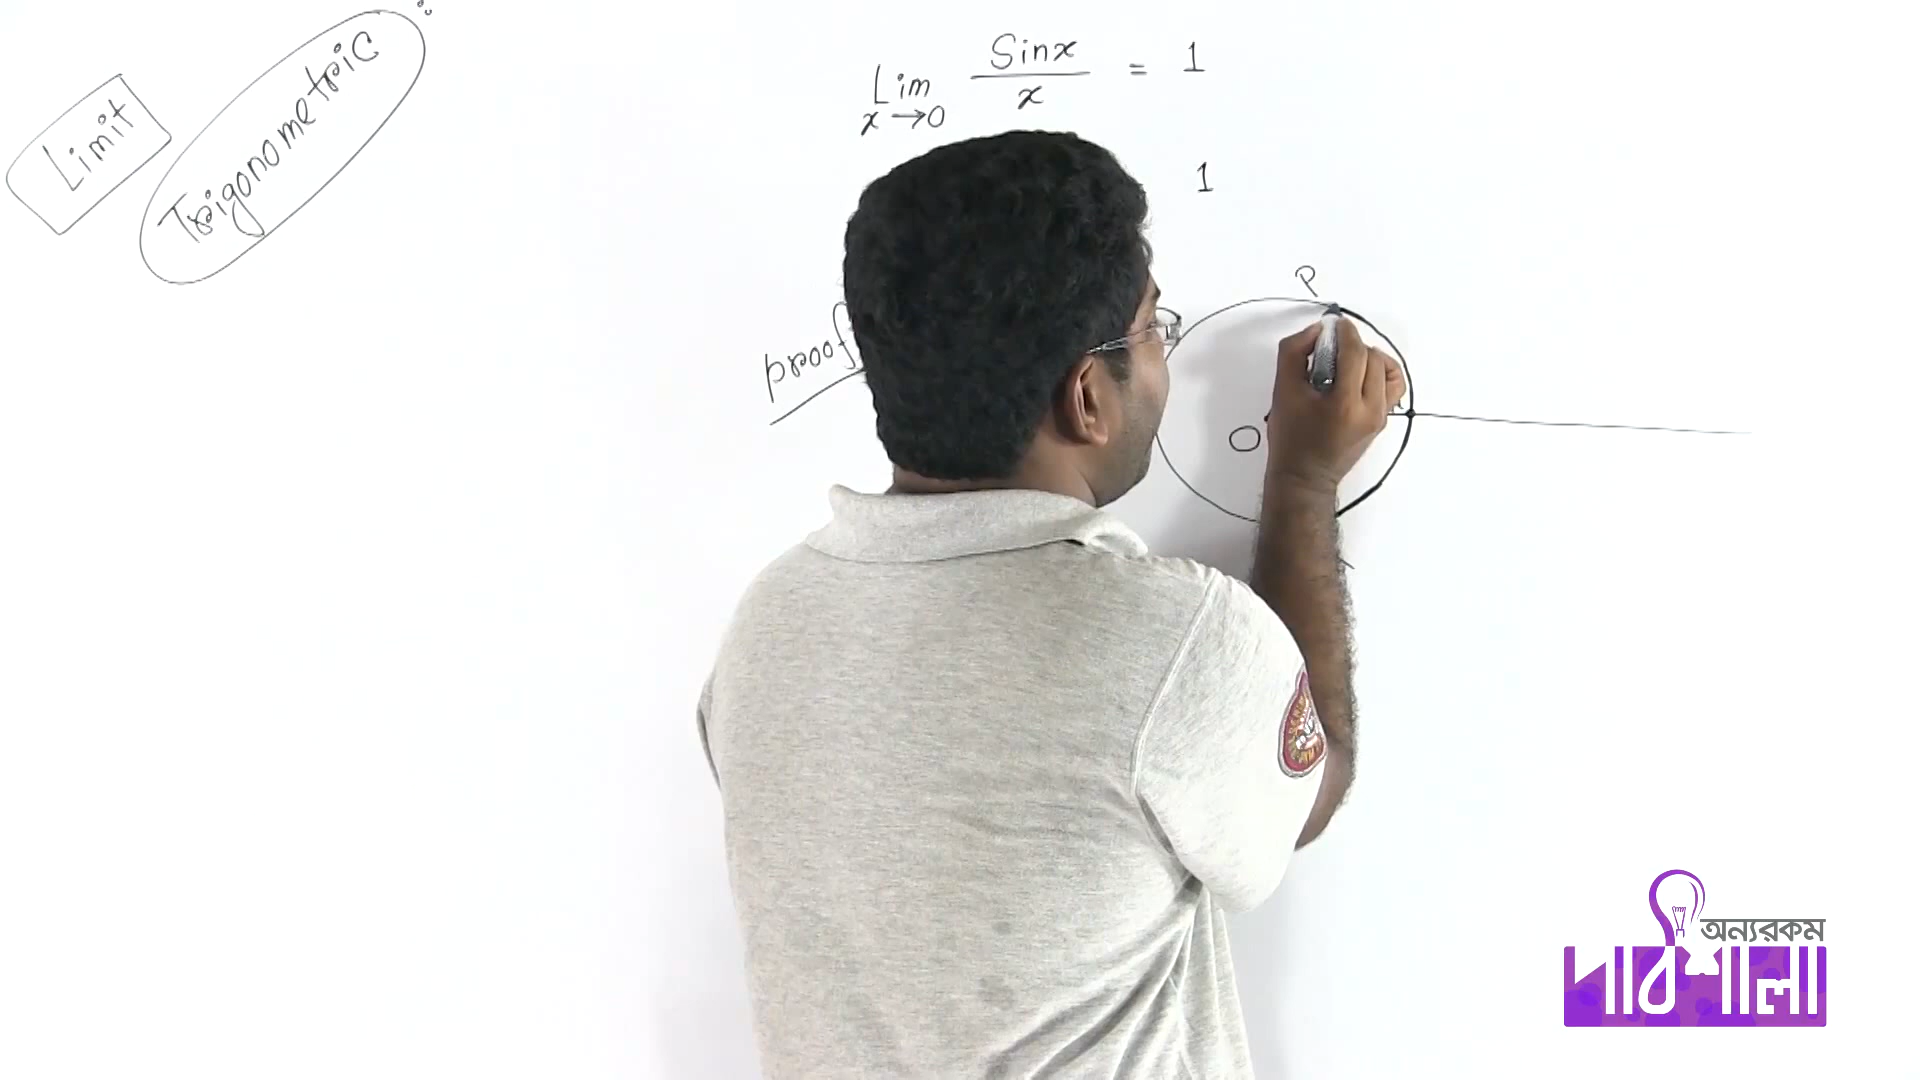 Limit
Trigonometric
Lim x→0 Sinx / x = 1
1
proof
P
O
অন্যরকম
পাঠশালা